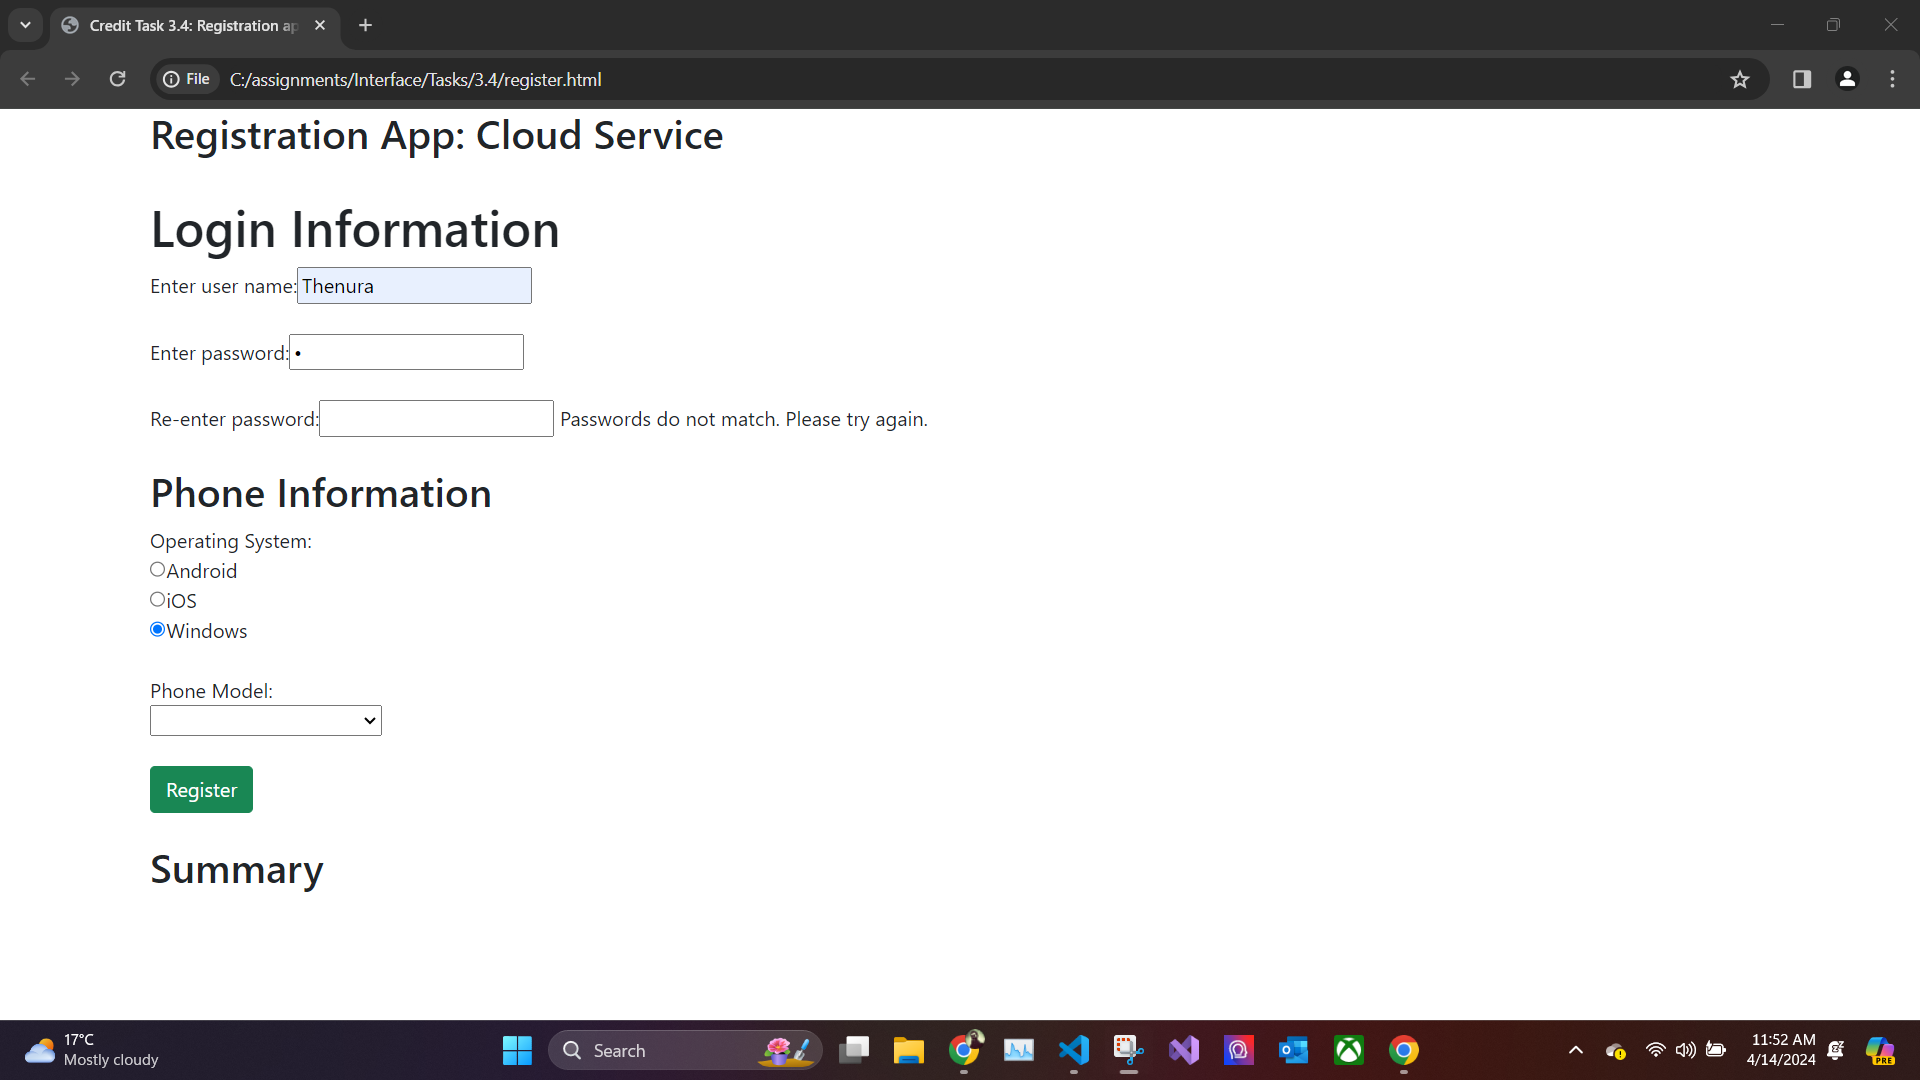 Credit Task 3.4: Registration ap
File C:/assignments/Interface/Tasks/3.4/register.html
Registration App: Cloud Service
Login Information
Enter user name: Thenura
Enter password: •
Re-enter password: Passwords do not match. Please try again.
Phone Information
Operating System:
Android
iOS
Windows
Phone Model:
Register
Summary
17°C
Mostly cloudy
Search
11:52 AM
4/14/2024
PRE